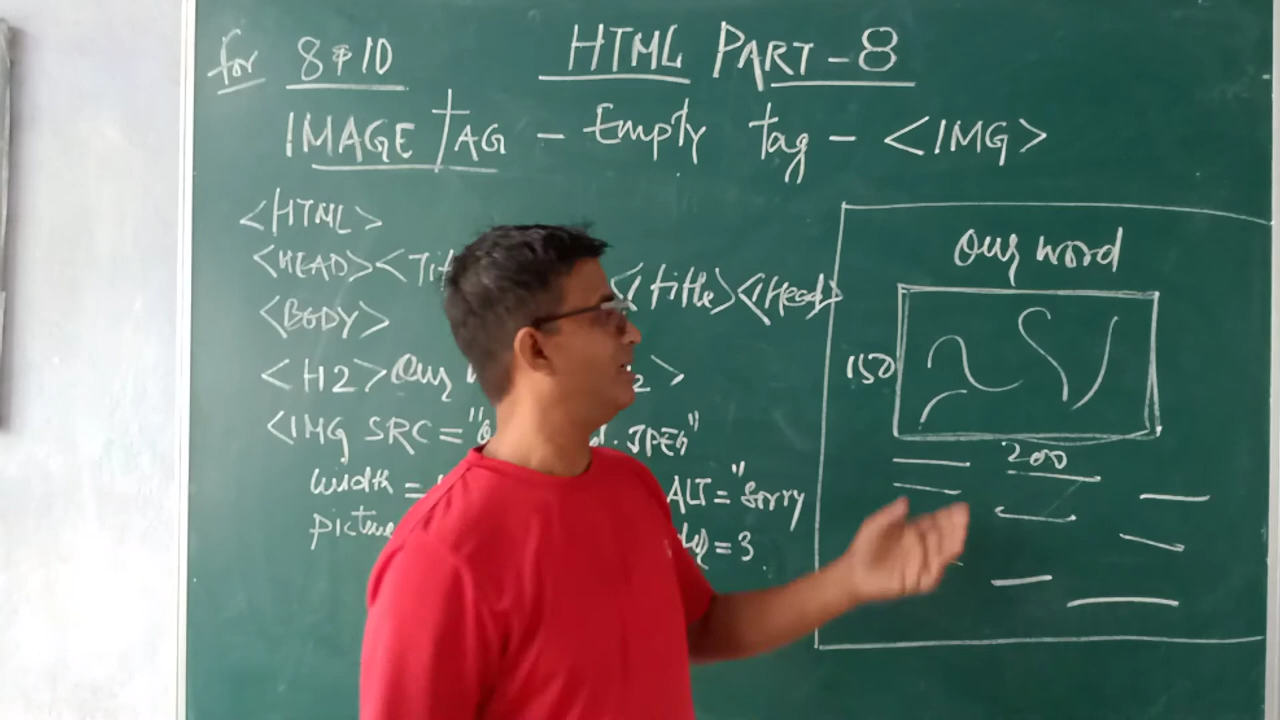 for 8 & 10 HTML PART - 8
IMAGE TAG - Empty tag - <IMG>
<HTML>
<HEAD><Tit </title></Head>
<BODY>
<H2>Our 2>
<IMG SRC=" d.JPEG"
width = ALT="Sorry
picture =3
our word
150
200